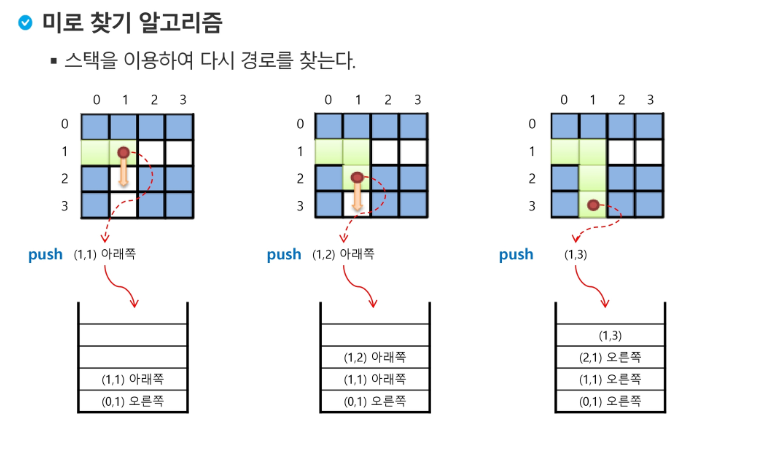 미로 찾기 알고리즘
▪ 스택을 이용하여 다시 경로를 찾는다.
0 1 2 3
0
1
2
3
push (1,1) 아래쪽
(1,1) 아래쪽
(0,1) 오른쪽
0 1 2 3
0
1
2
3
push (1,2) 아래쪽
(1,2) 아래쪽
(1,1) 아래쪽
(0,1) 오른쪽
0 1 2 3
0
1
2
3
push (1,3)
(1,3)
(2,1) 오른쪽
(1,1) 오른쪽
(0,1) 오른쪽